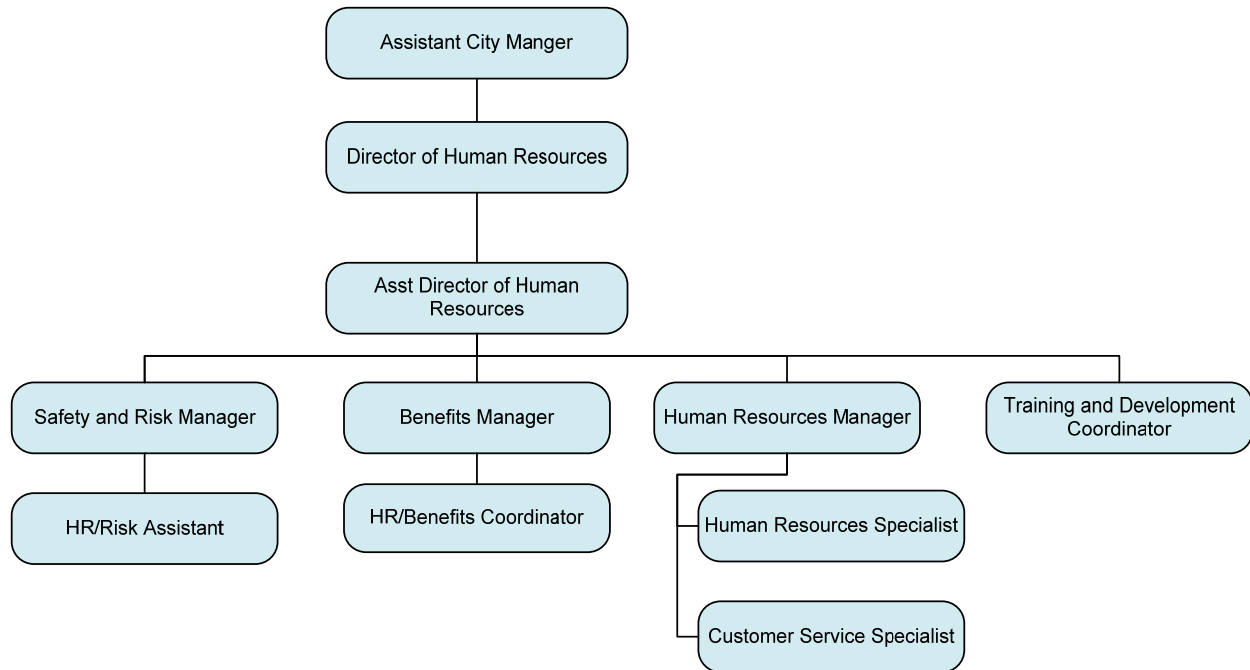 Assistant City Manger
Director of Human Resources
Asst Director of Human
Resources
Safety and Risk Manager
Benefits Manager
Human Resources Manager
Training and Development
Coordinator
HR/Risk Assistant
HR/Benefits Coordinator
Human Resources Specialist
Customer Service Specialist